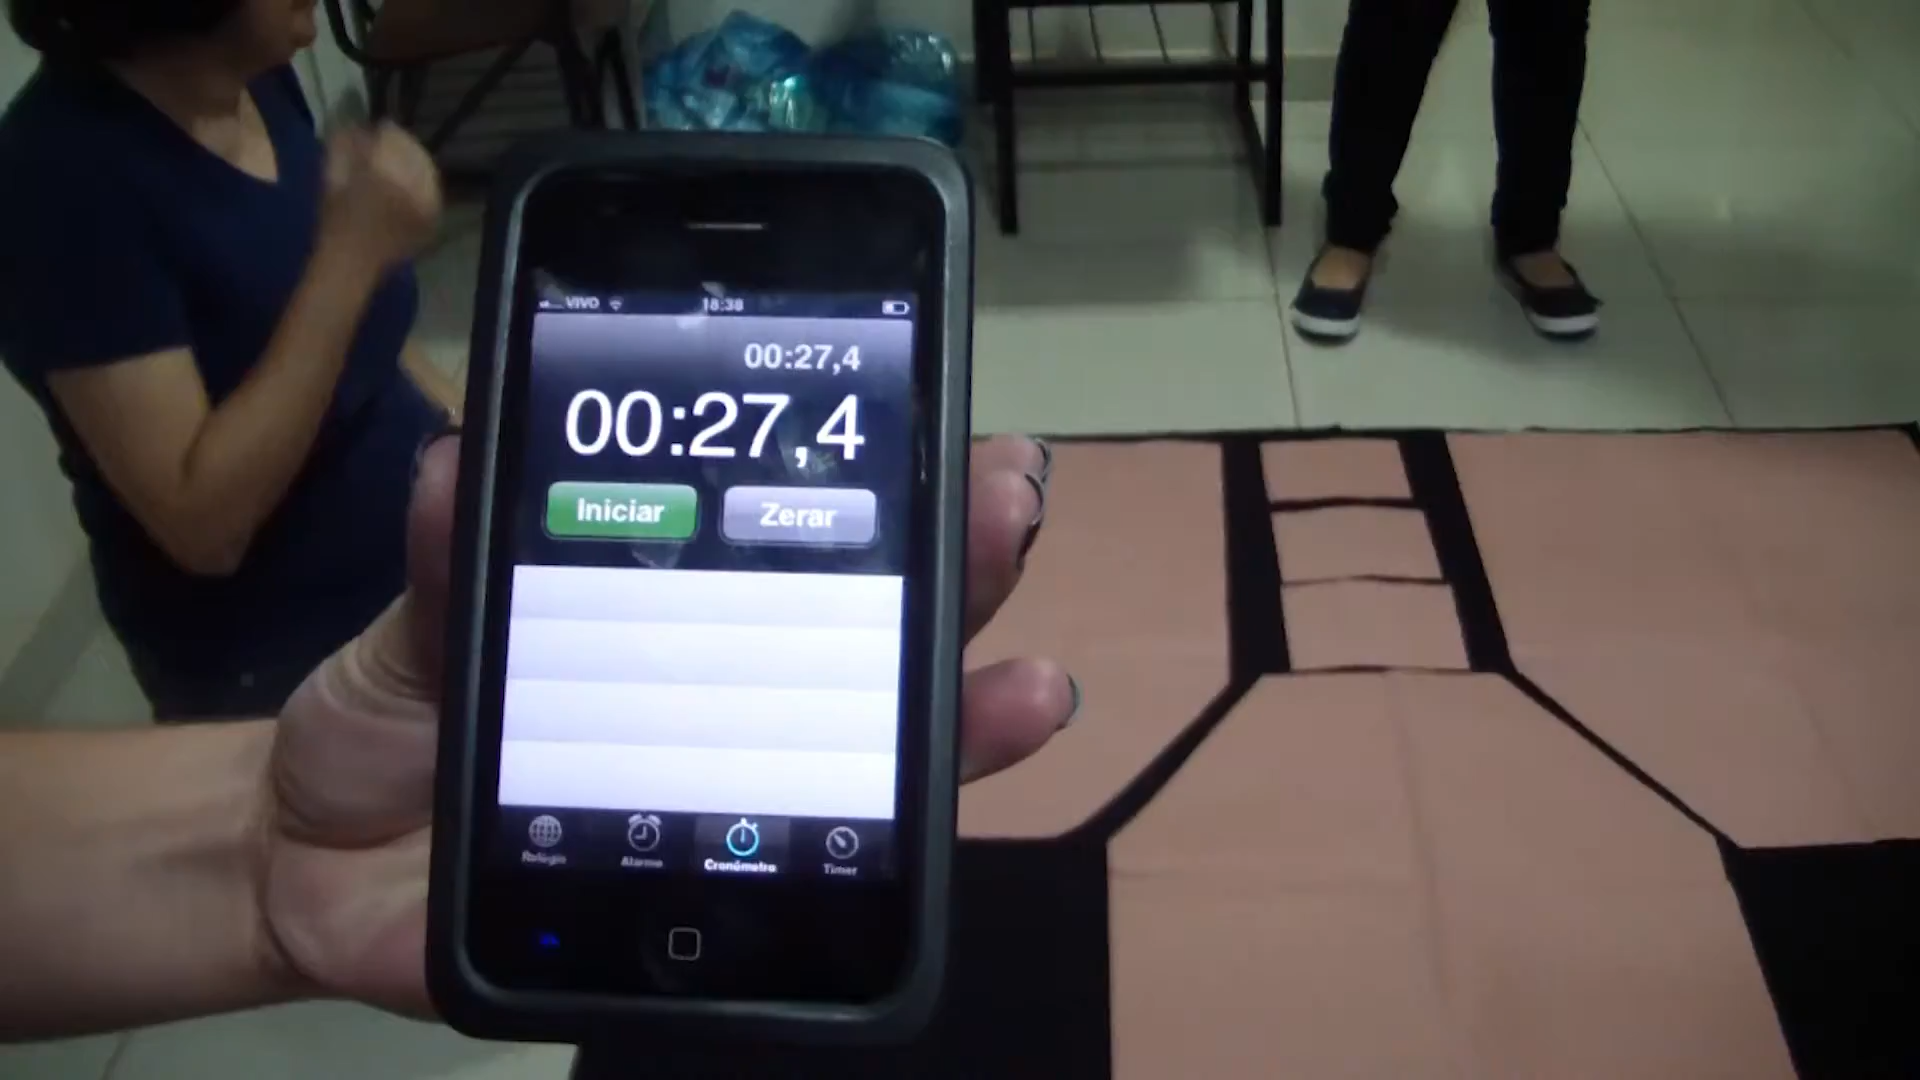 VIVO 18:38
00:27,4
00:27,4
Iniciar Zerar
Relógio Alarme Cronômetro Timer